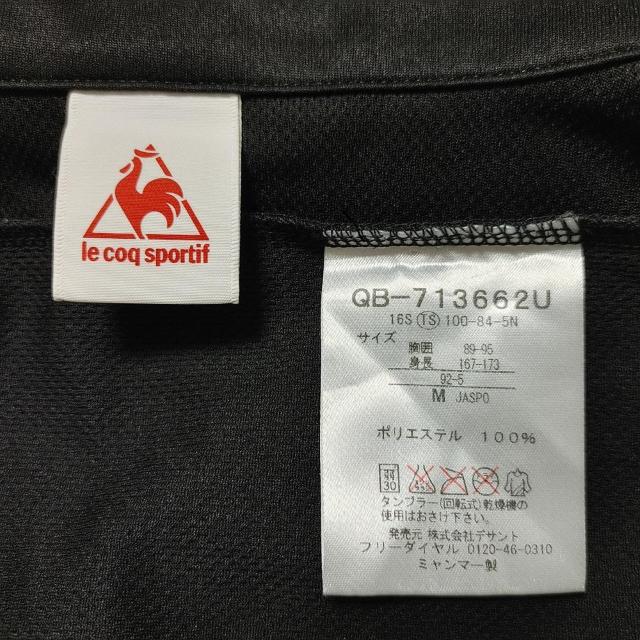 le coq sportif
QB-713662U
16S (TS) 100-84-5N
サイズ
胸囲 89-95
身長 167-173
92-5
M JASPO
ポリエステル 100%
30
タンブラー(回転式)乾燥機の
使用はおさけ下さい。
発売元 株式会社デサント
フリーダイヤル 0120-46-0310
ミャンマー製